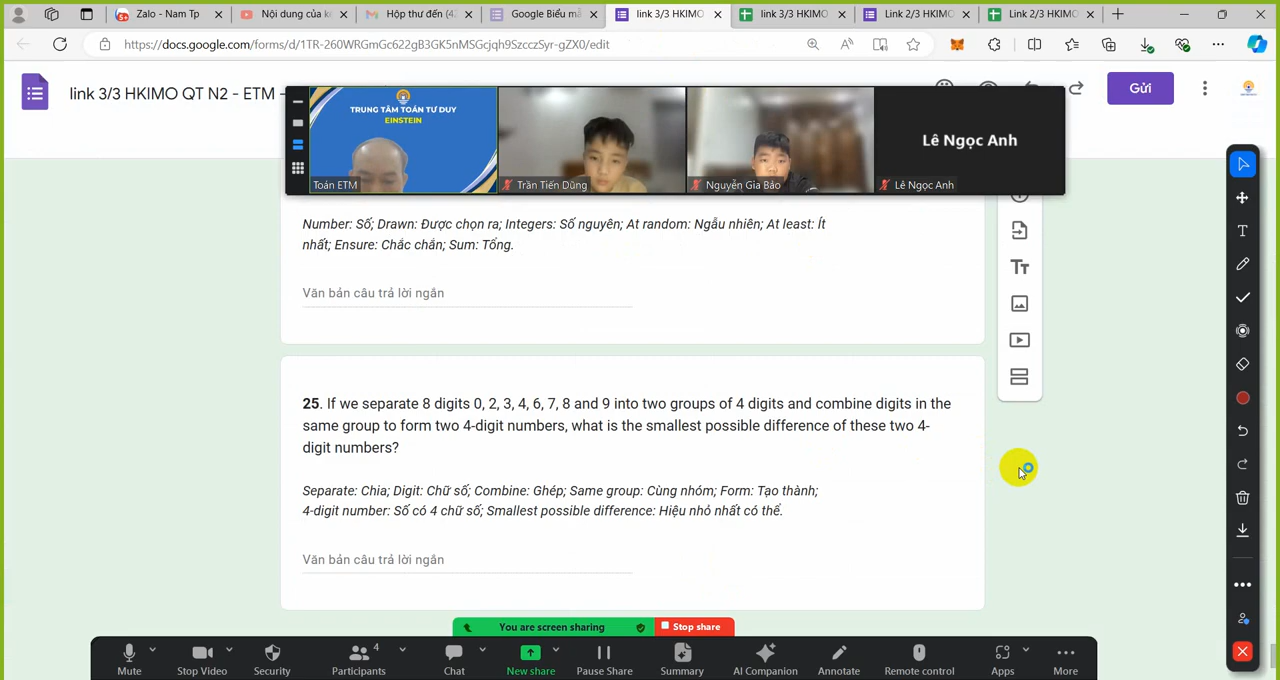 Zalo - Nam Tp
Nội dung của k
Hộp thư đến (4
Google Biểu m
link 3/3 HKIMO
link 3/3 HKIMO
Link 2/3 HKIMO
Link 2/3 HKIMO
https://docs.google.com/forms/d/1TR-260WRGmGc622gB3GK5nMSGcjqh9SzcczSyr-gZX0/edit
link 3/3 HKIMO QT N2 - ETM -
Gửi
TRUNG TÂM TOÁN TƯ DUY
EINSTEIN
Toán ETM
Trần Tiến Dũng
Nguyễn Gia Bảo
Lê Ngọc Anh
Lê Ngọc Anh
Number: Số; Drawn: Được chọn ra; Integers: Số nguyên; At random: Ngẫu nhiên; At least: Ít
nhất; Ensure: Chắc chắn; Sum: Tổng.
Văn bản câu trả lời ngắn
25. If we separate 8 digits 0, 2, 3, 4, 6, 7, 8 and 9 into two groups of 4 digits and combine digits in the
same group to form two 4-digit numbers, what is the smallest possible difference of these two 4-
digit numbers?
Separate: Chia; Digit: Chữ số; Combine: Ghép; Same group: Cùng nhóm; Form: Tạo thành;
4-digit number: Số có 4 chữ số; Smallest possible difference: Hiệu nhỏ nhất có thể.
Văn bản câu trả lời ngắn
You are screen sharing
Stop share
Mute
Stop Video
Security
4
Participants
Chat
New share
Pause Share
Summary
AI Companion
Annotate
Remote control
Apps
More